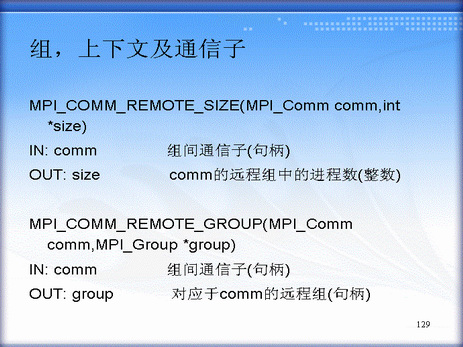 组，上下文及通信子
MPI_COMM_REMOTE_SIZE(MPI_Comm comm,int
*size)
IN: comm 组间通信子(句柄)
OUT: size comm的远程组中的进程数(整数)
MPI_COMM_REMOTE_GROUP(MPI_Comm
comm,MPI_Group *group)
IN: comm 组间通信子(句柄)
OUT: group 对应于comm的远程组(句柄)
129